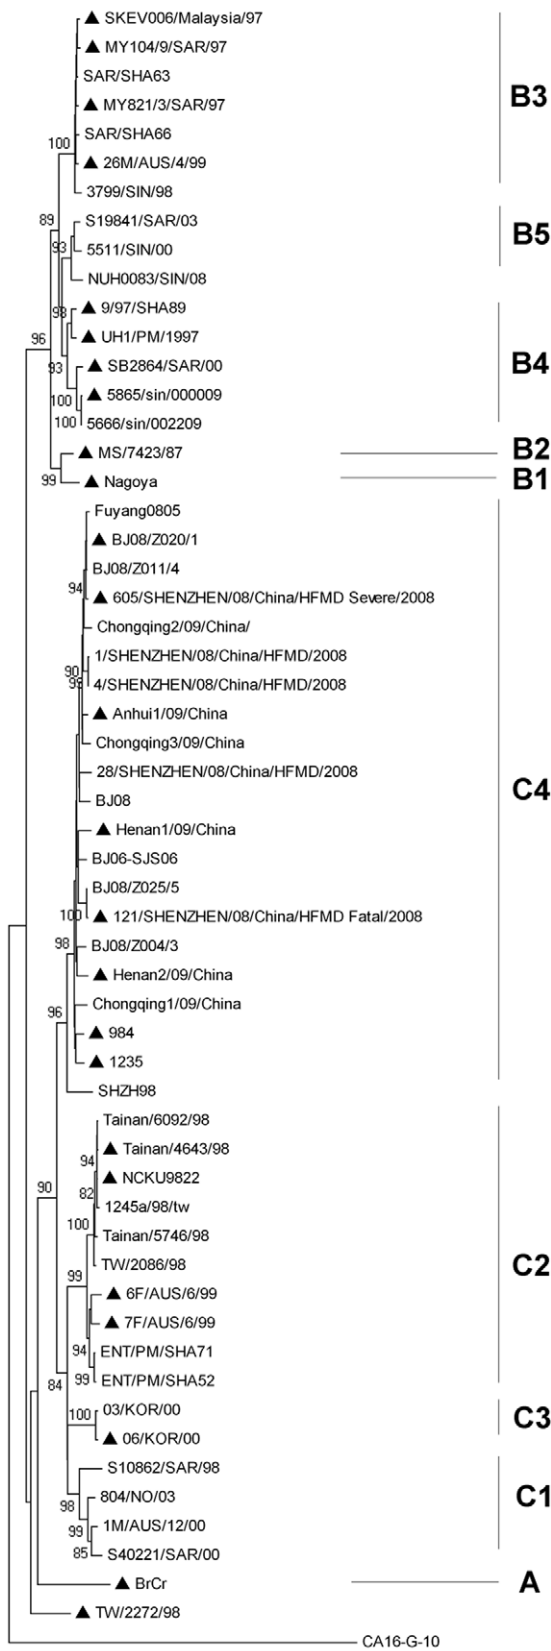 SKEV006/Malaysia/97
MY104/9/SAR/97
SAR/SHA63
B3
MY821/3/SAR/97
SAR/SHA66
100
26M/AUS/4/99
3799/SIN/98
89
S19841/SAR/03
B5
93
5511/SIN/00
NUH0083/SIN/08
98
9/97/SHA89
96
UH1/PM/1997
B4
93
SB2864/SAR/00
100
5865/sin/000009
100
5666/sin/002209
MS/7423/87
B2
99
Nagoya
B1
Fuyang0805
BJ08/Z020/1
BJ08/Z011/4
94
605/SHENZHEN/08/China/HFMD Severe/2008
Chongqing2/09/China/
1/SHENZHEN/08/China/HFMD/2008
90
4/SHENZHEN/08/China/HFMD/2008
Anhui1/09/China
Chongqing3/09/China
28/SHENZHEN/08/China/HFMD/2008
C4
BJ08
Henan1/09/China
BJ06-SJS06
BJ08/Z025/5
100
121/SHENZHEN/08/China/HFMD Fatal/2008
98
BJ08/Z004/3
Henan2/09/China
96
Chongqing1/09/China
984
1235
SHZH98
Tainan/6092/98
94
Tainan/4643/98
90
82
NCKU9822
1245a/98/tw
100
Tainan/5746/98
TW/2086/98
C2
99
6F/AUS/6/99
7F/AUS/6/99
94
ENT/PM/SHA71
84
99
ENT/PM/SHA52
100
03/KOR/00
C3
06/KOR/00
S10862/SAR/98
98
804/NO/03
C1
99
1M/AUS/12/00
85
S40221/SAR/00
BrCr
A
TW/2272/98
CA16-G-10